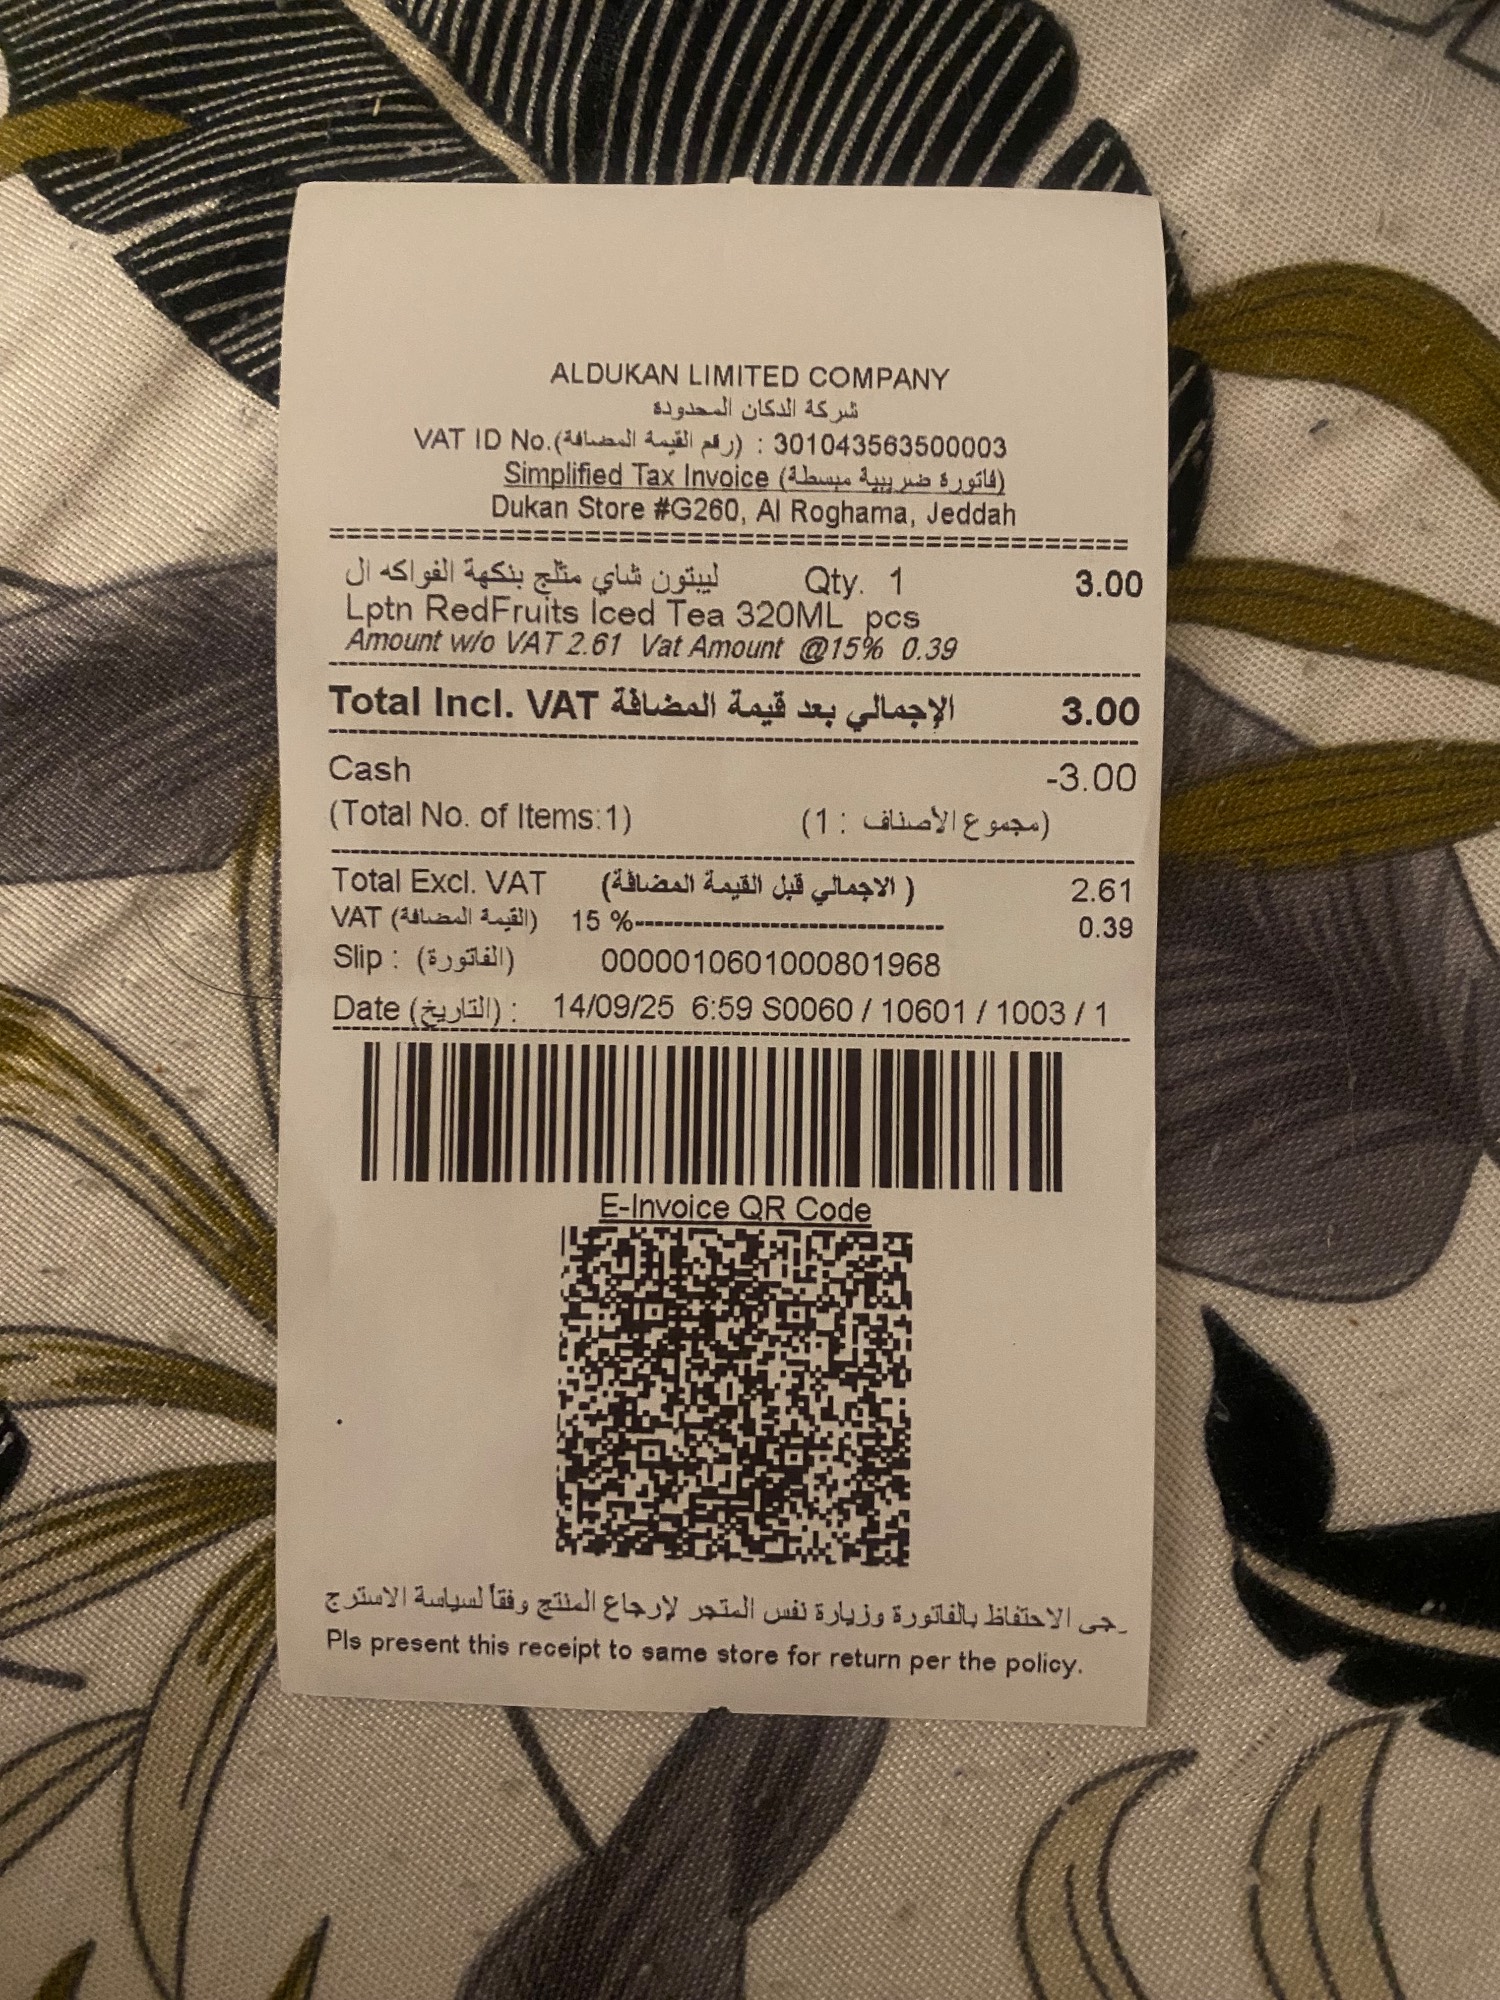 ALDUKAN LIMITED COMPANY
شركة الدكان المحدودة
VAT ID No.(رقم القيمة المضافة) : 301043563500003
Simplified Tax Invoice (فاتورة ضريبية مبسطة)
Dukan Store #G260, Al Roghama, Jeddah
================================================
ليبتون شاي مثلج بنكهة الفواكه ال Qty. 1 3.00
Lptn RedFruits Iced Tea 320ML pcs
Amount w/o VAT 2.61 Vat Amount @15% 0.39
Total Incl. VAT الإجمالي بعد قيمة المضافة 3.00
Cash -3.00
(Total No. of Items:1) (مجموع الأصناف : 1)
Total Excl. VAT (الاجمالي قبل القيمة المضافة ) 2.61
VAT (القيمة المضافة) 15 %---------------------------------- 0.39
Slip : (الفاتورة) 0000010601000801968
Date (التاريخ) : 14/09/25 6:59 S0060 / 10601 / 1003 / 1
E-Invoice QR Code
رجى الاحتفاظ بالفاتورة وزيارة نفس المتجر لإرجاع المنتج وفقاً لسياسة الاسترج
Pls present this receipt to same store for return per the policy.